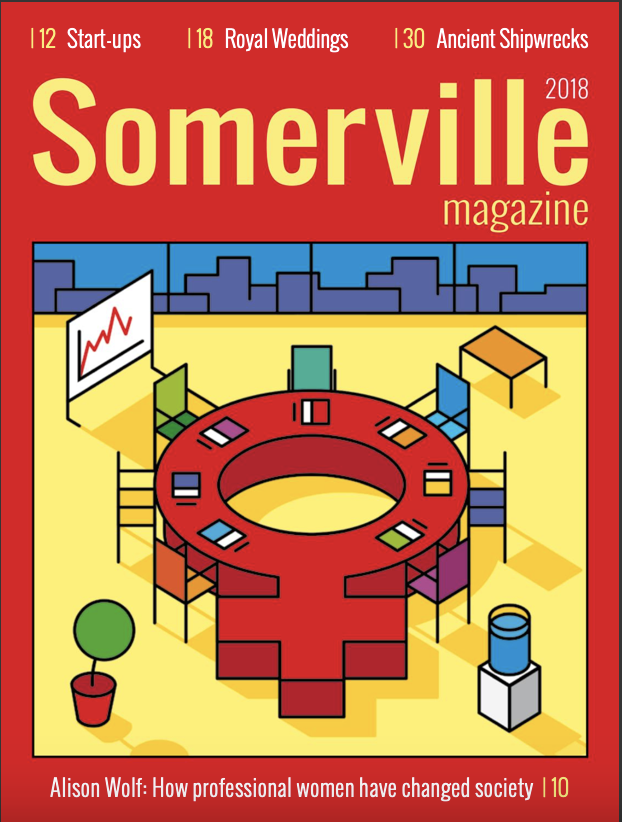 | 12 Start-ups | 18 Royal Weddings | 30 Ancient Shipwrecks
2018
Somerville
magazine
Alison Wolf: How professional women have changed society | 10